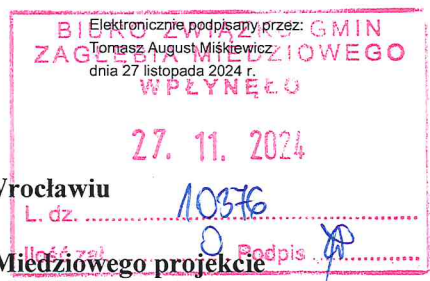 Elektronicznie podpisany przez:
BIURO ZWIĄZKU GMIN
Tomasz August Miśkiewicz;
ZAGŁĘBIA MIEDZIOWEGO
dnia 27 listopada 2024 r.
WPŁYNĘŁO
27. 11. 2024
Wrocławiu
L. dz. 10376
Ilość zał. 0 Podpis
Miedziowego projekcie